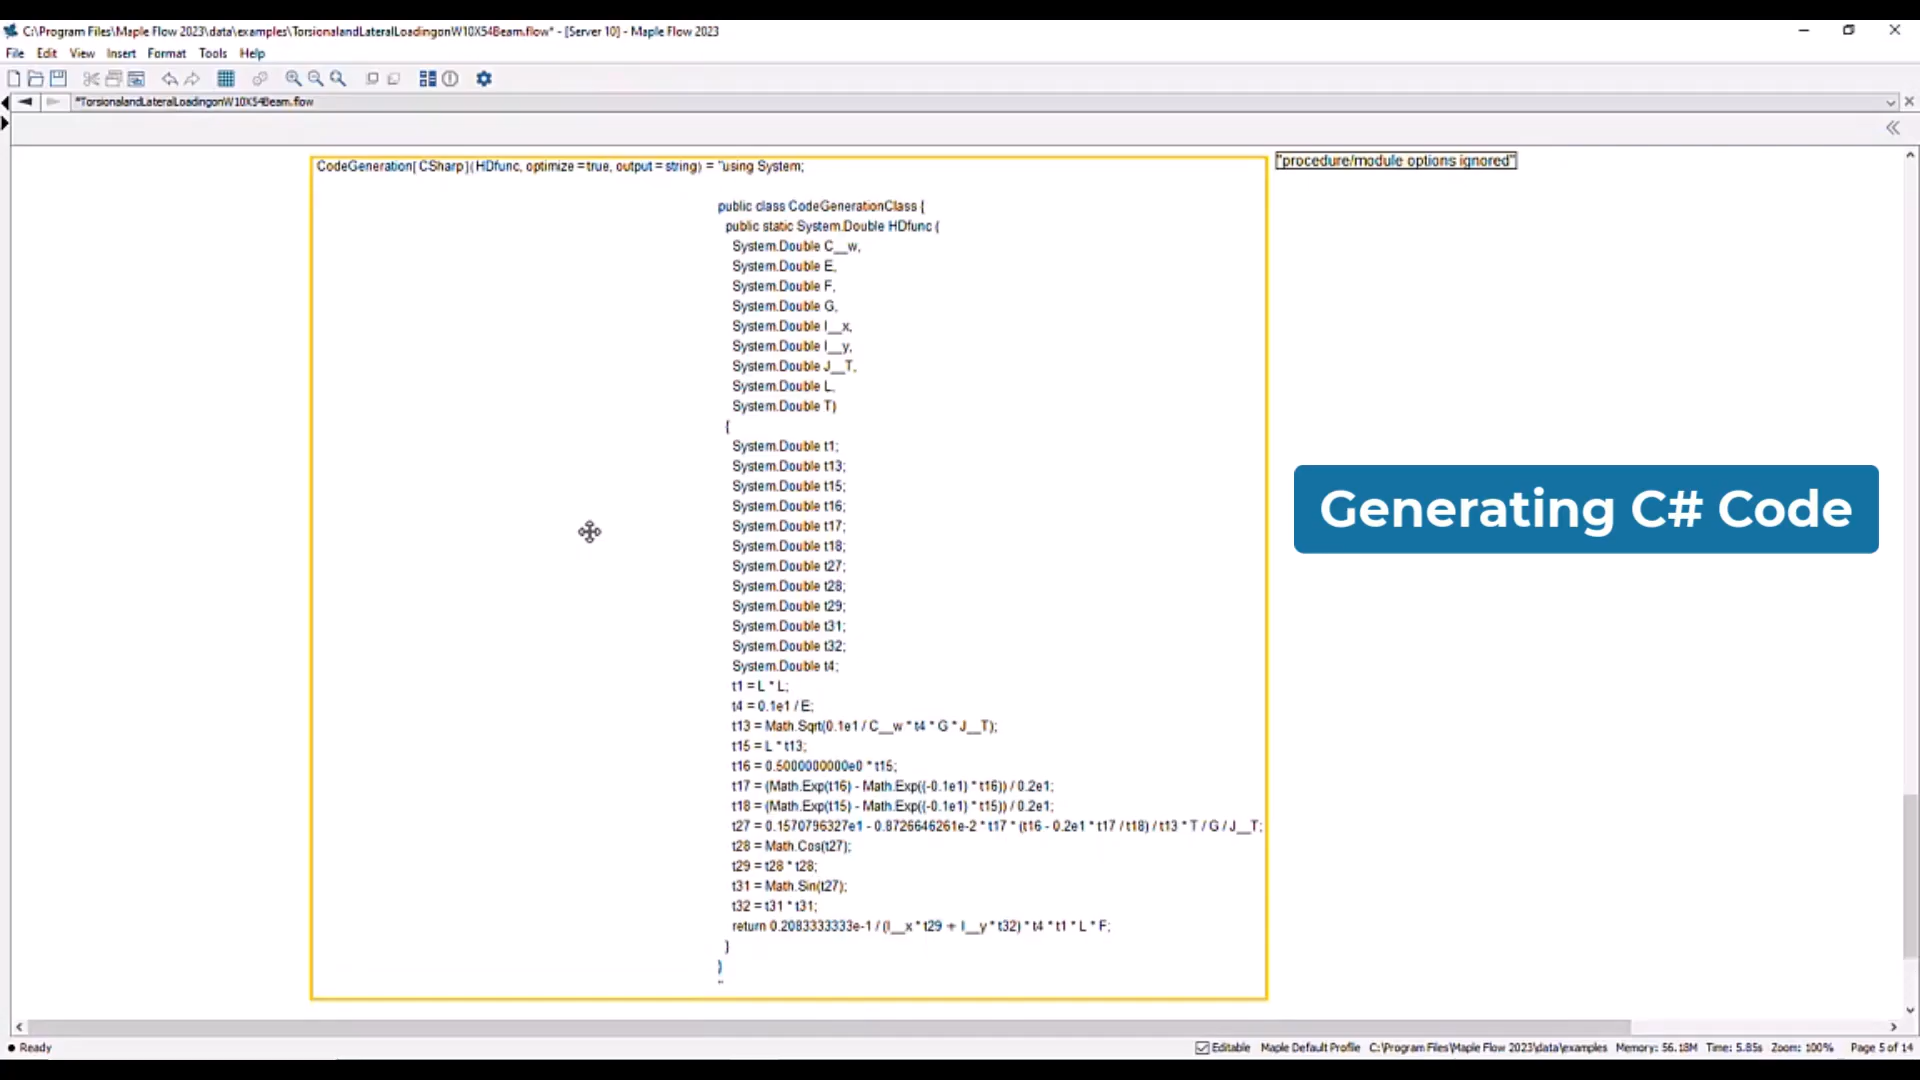 C:\Program Files\Maple Flow 2023\data\examples\TorsionalandLateralLoadingonW10X54Beam.flow* - [Server 10] - Maple Flow 2023
File Edit View Insert Format Tools Help
*TorsionalandLateralLoadingonW10X54Beam.flow
CodeGeneration[ CSharp ]( HDfunc, optimize = true, output = string) = "using System;
"procedure/module options ignored"
public class CodeGenerationClass {
public static System.Double HDfunc (
System.Double C__w,
System.Double E,
System.Double F,
System.Double G,
System.Double I__x,
System.Double I__y,
System.Double J__T,
System.Double L,
System.Double T)
{
System.Double t1;
System.Double t13;
System.Double t15;
System.Double t16;
System.Double t17;
System.Double t18;
System.Double t27;
System.Double t28;
System.Double t29;
System.Double t31;
System.Double t32;
System.Double t4;
t1 = L * L;
t4 = 0.1e1 / E;
t13 = Math.Sqrt(0.1e1 / C__w * t4 * G * J__T);
t15 = L * t13;
t16 = 0.5000000000e0 * t15;
t17 = (Math.Exp(t16) - Math.Exp((-0.1e1) * t16)) / 0.2e1;
t18 = (Math.Exp(t15) - Math.Exp((-0.1e1) * t15)) / 0.2e1;
t27 = 0.1570796327e1 - 0.8726646261e-2 * t17 * (t16 - 0.2e1 * t17 / t18) / t13 * T / G / J__T;
t28 = Math.Cos(t27);
t29 = t28 * t28;
t31 = Math.Sin(t27);
t32 = t31 * t31;
return 0.2083333333e-1 / (I__x * t29 + I__y * t32) * t4 * t1 * L * F;
}
}
"
Generating C# Code
Ready
Editable Maple Default Profile C:\Program Files\Maple Flow 2023\data\examples Memory: 56.18M Time: 5.85s Zoom: 100% Page 5 of 14